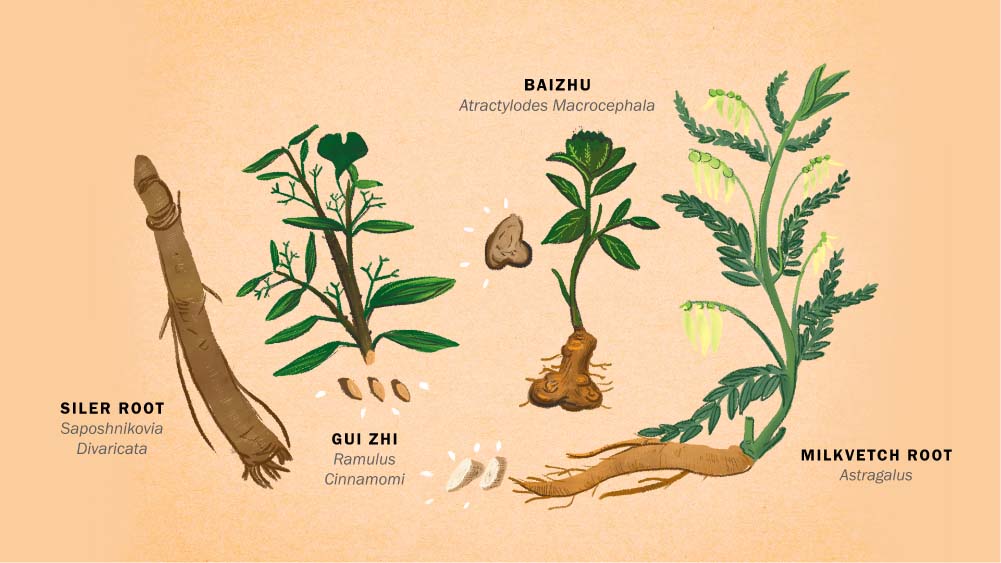 BAIZHU
Atractylodes Macrocephala
SILER ROOT
Saposhnikovia
Divaricata
GUI ZHI
Ramulus
Cinnamomi
MILKVETCH ROOT
Astragalus